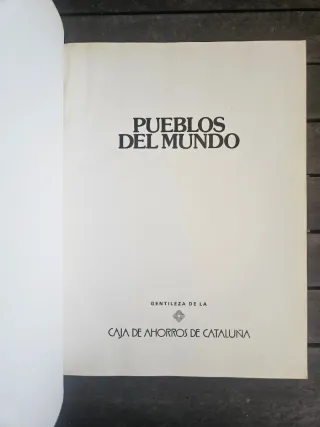 PUEBLOS
DEL MUNDO
GENTILEZA DE LA
CAJA DE AHORROS DE CATALUÑA